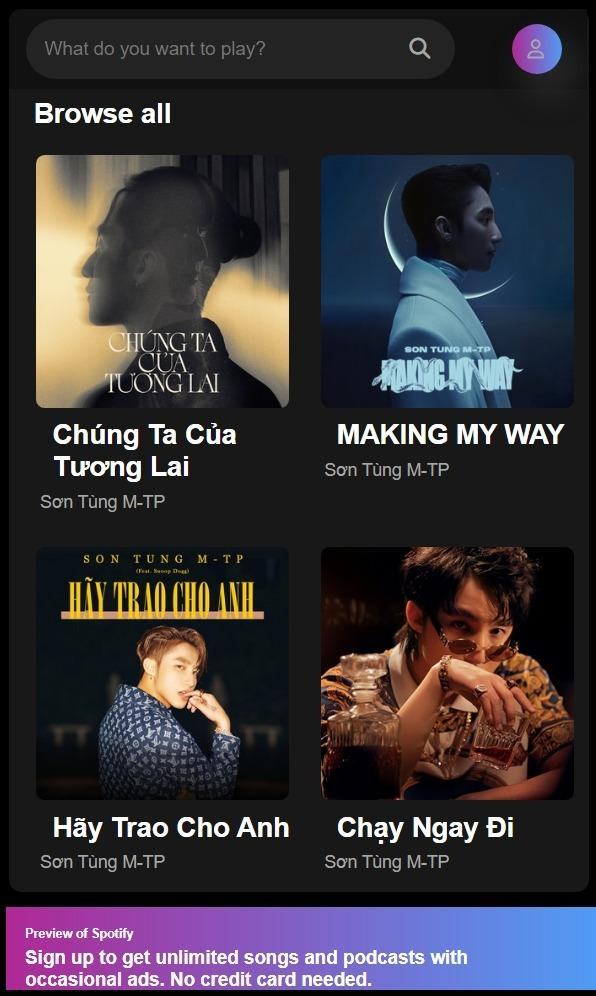 What do you want to play?
Browse all
CHÚNG TA
CỦA
TƯƠNG LAI
SON TUNG M-TP
MAKING MY WAY
Chúng Ta Của
Tương Lai
Sơn Tùng M-TP
MAKING MY WAY
Sơn Tùng M-TP
SON TUNG M-TP
(Feat. Snoop Dogg)
HÃY TRAO CHO ANH
Hãy Trao Cho Anh
Sơn Tùng M-TP
Chạy Ngay Đi
Sơn Tùng M-TP
Preview of Spotify
Sign up to get unlimited songs and podcasts with
occasional ads. No credit card needed.